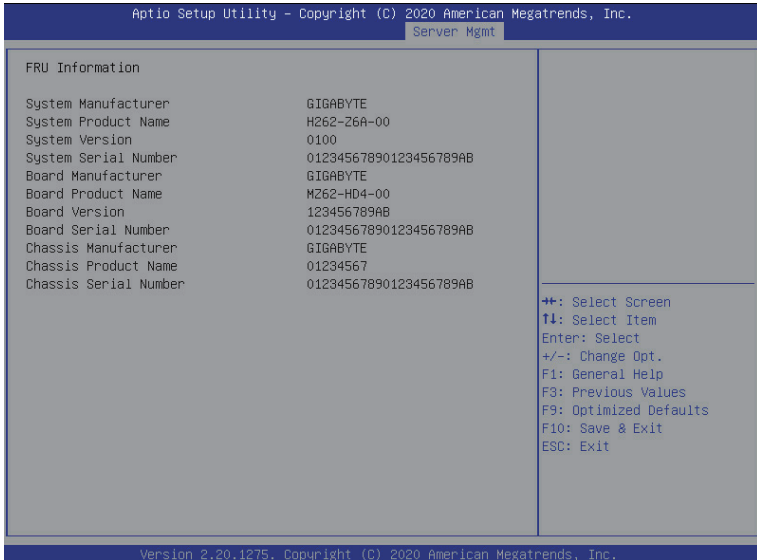 Aptio Setup Utility – Copyright (C) 2020 American Megatrends, Inc.
Server Mgmt
FRU Information
System Manufacturer GIGABYTE
System Product Name H262-Z6A-00
System Version 0100
System Serial Number 01234567890123456789AB
Board Manufacturer GIGABYTE
Board Product Name MZ62-HD4-00
Board Version 123456789AB
Board Serial Number 01234567890123456789AB
Chassis Manufacturer GIGABYTE
Chassis Product Name 01234567
Chassis Serial Number 01234567890123456789AB
→←: Select Screen
↑↓: Select Item
Enter: Select
+/-: Change Opt.
F1: General Help
F3: Previous Values
F9: Optimized Defaults
F10: Save & Exit
ESC: Exit
Version 2.20.1275. Copyright (C) 2020 American Megatrends, Inc.